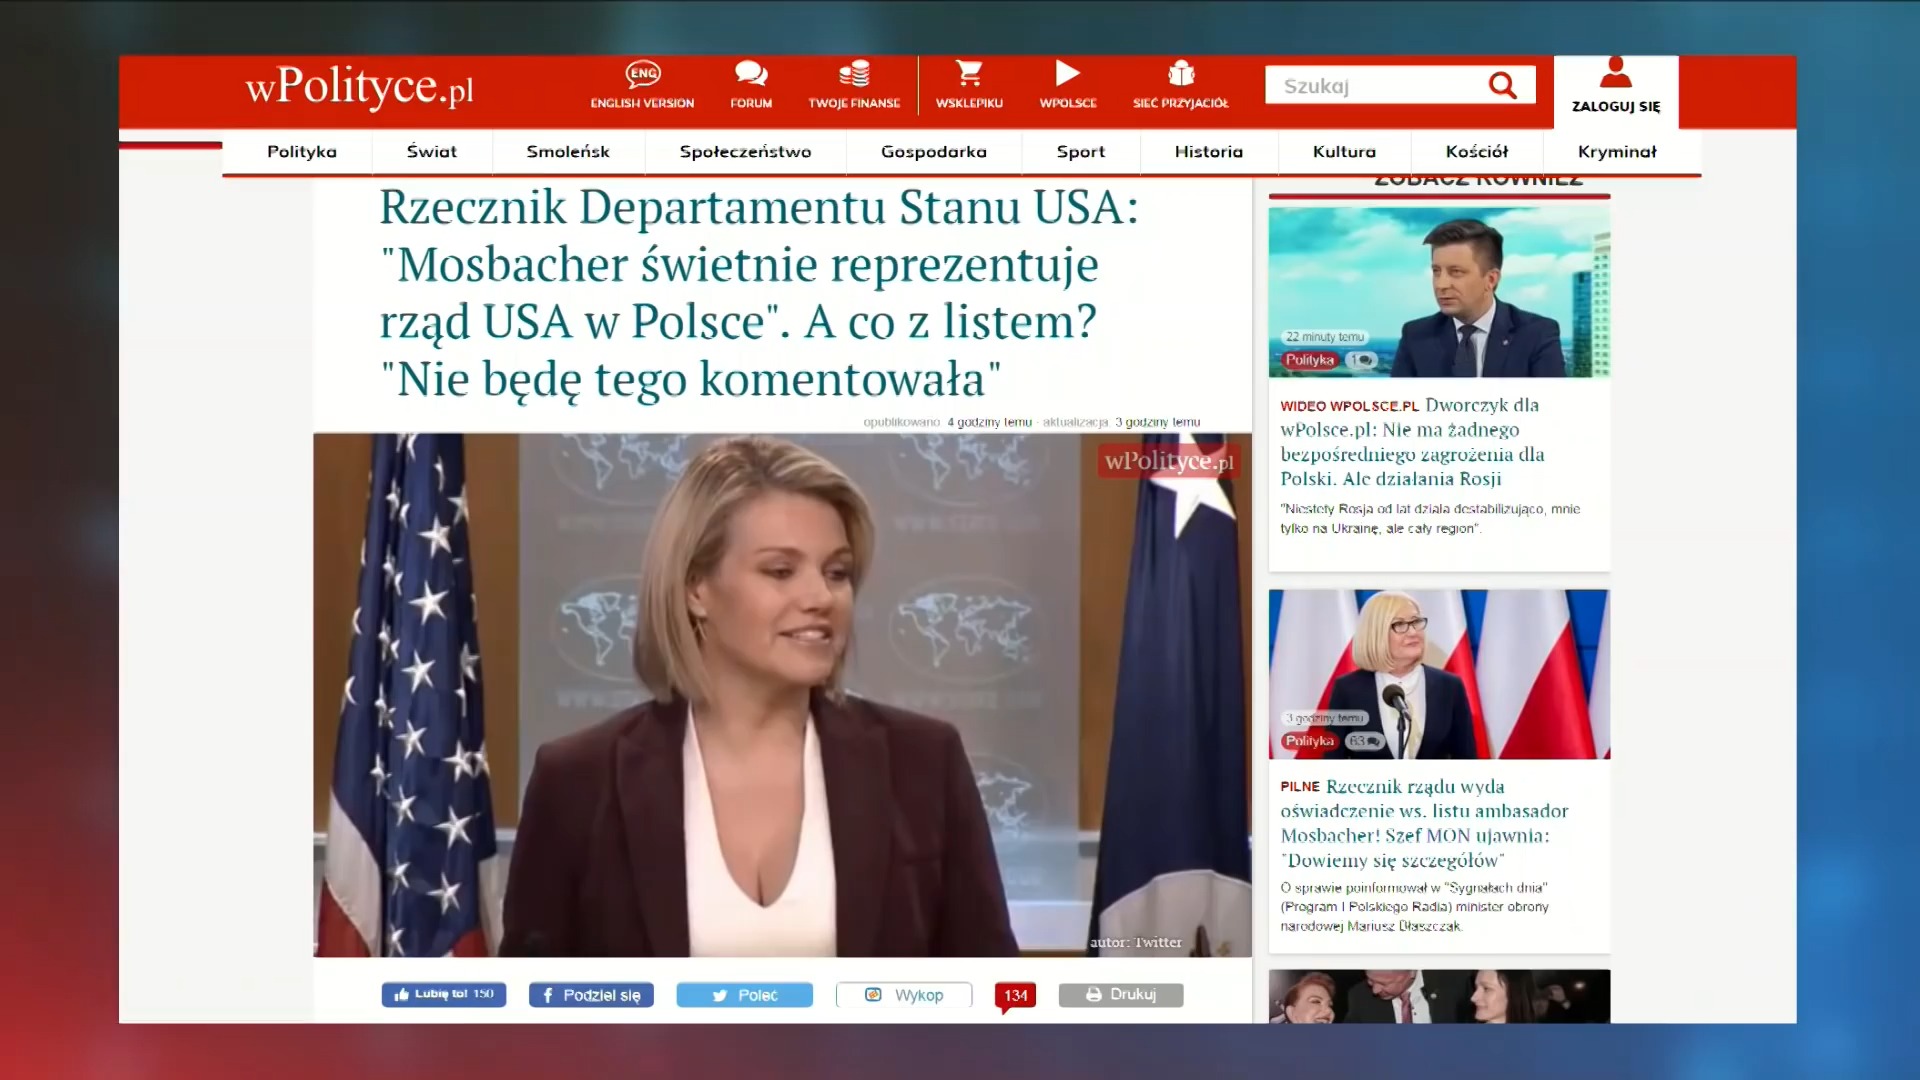 wPolityce.pl
ENGLISH VERSION
ENG
FORUM
TWOJE FINANSE
WSKLEPIKU
WPOLSCE
SIEĆ PRZYJACIÓŁ
Szukaj
ZALOGUJ SIĘ
Polityka Świat Smoleńsk Społeczeństwo Gospodarka Sport Historia Kultura Kościół Kryminał
Rzecznik Departamentu Stanu USA:
"Mosbacher świetnie reprezentuje
rząd USA w Polsce". A co z listem?
"Nie będę tego komentowała"
opublikowano 4 godziny temu · aktualizacja 3 godziny temu
wPolityce.pl
autor: Twitter
Lubię to! 150
Podziel się
Poleć
Wykop
134
Drukuj
ZOBACZ RÓWNIEŻ
22 minuty temu
Polityka 1
WIDEO WPOLSCE.PL Dworczyk dla
wPolsce.pl: Nie ma żadnego
bezpośredniego zagrożenia dla
Polski. Ale działania Rosji
"Niestety Rosja od lat działa destabilizująco, mnie
tylko na Ukrainę, ale cały region".
3 godziny temu
Polityka 63
PILNE Rzecznik rządu wyda
oświadczenie ws. listu ambasador
Mosbacher! Szef MON ujawnia:
"Dowiemy się szczegółów"
O sprawie poinformował w "Sygnałach dnia"
(Program I Polskiego Radia) minister obrony
narodowej Mariusz Błaszczak.